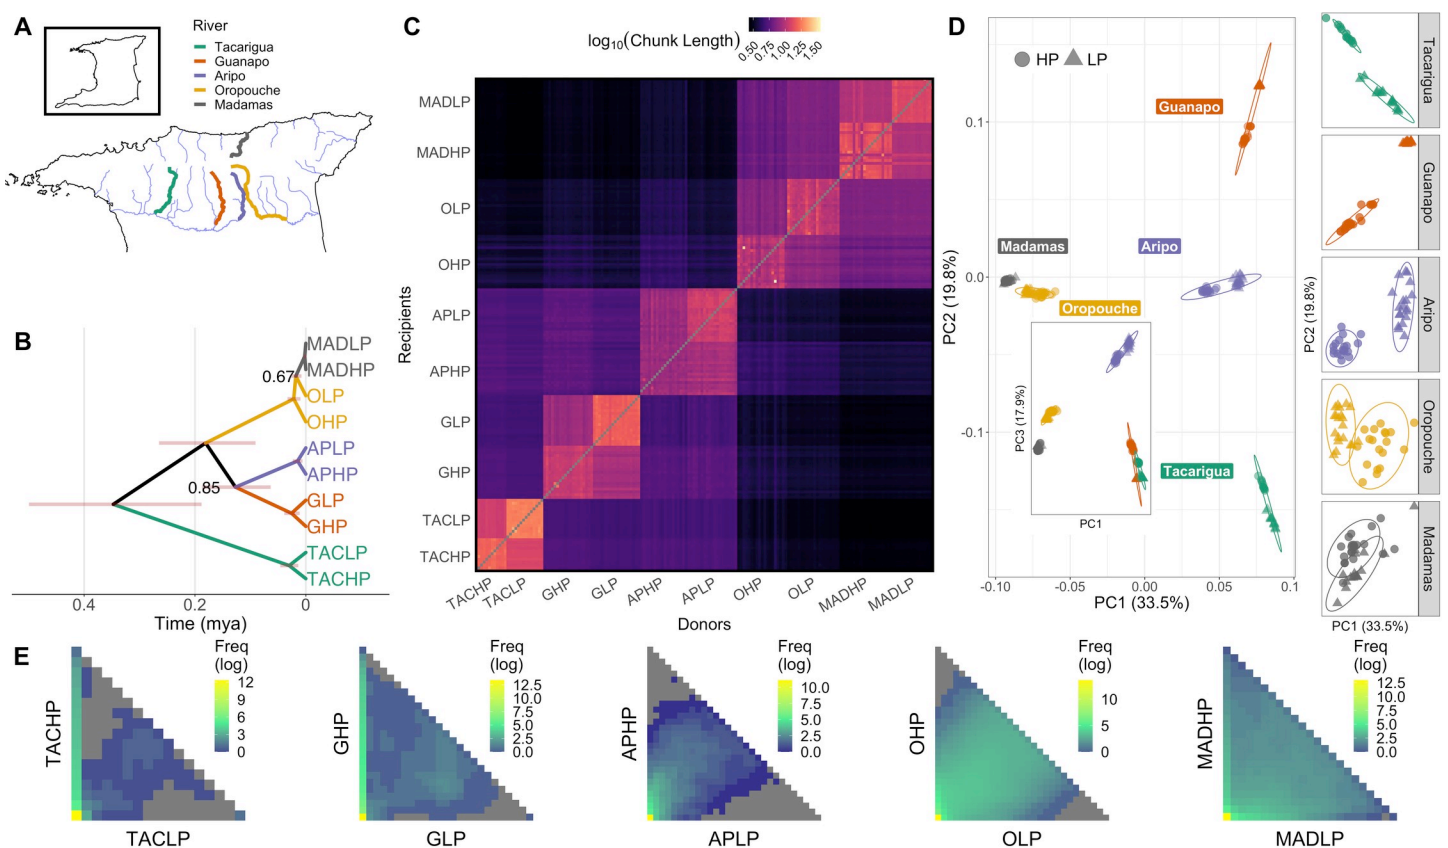 A
River
Tacarigua
Guanapo
Aripo
Oropouche
Madamas
B
MADLP
MADHP
OLP
OHP
APLP
APHP
GLP
GHP
TACLP
TACHP
0.67
0.85
0.4
0.2
0
Time (mya)
C
log10(Chunk Length)
0.50
0.75
1.00
1.25
1.50
Recipients
MADLP
MADHP
OLP
OHP
APLP
APHP
GLP
GHP
TACLP
TACHP
TACHP
TACLP
GHP
GLP
APHP
APLP
OHP
OLP
MADHP
MADLP
Donors
D
HP
LP
Guanapo
Madamas
Aripo
Oropouche
Tacarigua
PC2 (19.8%)
0.1
0.0
-0.1
-0.10
-0.05
0.00
0.05
0.1
PC1 (33.5%)
PC3 (17.9%)
PC1
Tacarigua
Guanapo
Aripo
Oropouche
Madamas
PC2 (19.8%)
PC1 (33.5%)
E
TACHP
TACLP
Freq
(log)
12
9
6
3
0
GHP
GLP
Freq
(log)
12.5
10.0
7.5
5.0
2.5
0.0
APHP
APLP
Freq
(log)
10.0
7.5
5.0
2.5
0.0
OHP
OLP
Freq
(log)
10
5
0
MADHP
MADLP
Freq
(log)
12.5
10.0
7.5
5.0
2.5
0.0